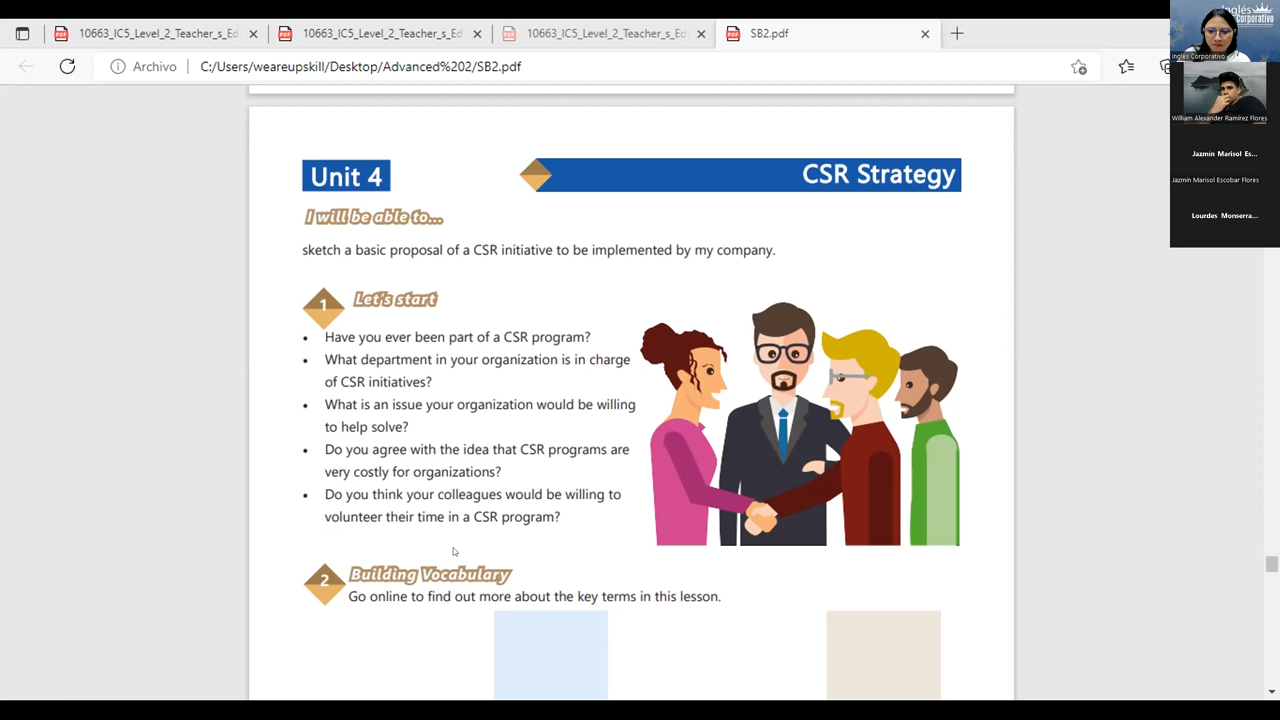 10663_IC5_Level_2_Teacher_s_Ed
10663_IC5_Level_2_Teacher_s_Ed
10663_IC5_Level_2_Teacher_s_Ed
SB2.pdf
Archivo
C:/Users/weareupskill/Desktop/Advanced%202/SB2.pdf
Unit 4
CSR Strategy
I will be able to...
sketch a basic proposal of a CSR initiative to be implemented by my company.
1
Let's start
• Have you ever been part of a CSR program?
• What department in your organization is in charge
of CSR initiatives?
• What is an issue your organization would be willing
to help solve?
• Do you agree with the idea that CSR programs are
very costly for organizations?
• Do you think your colleagues would be willing to
volunteer their time in a CSR program?
2
Building Vocabulary
Go online to find out more about the key terms in this lesson.
Inglés
Corporativo
Inglés Corporativo
William Alexander Ramírez Flores
Jazmín Marisol Es...
Jazmín Marisol Escobar Flores
Lourdes Monserra...